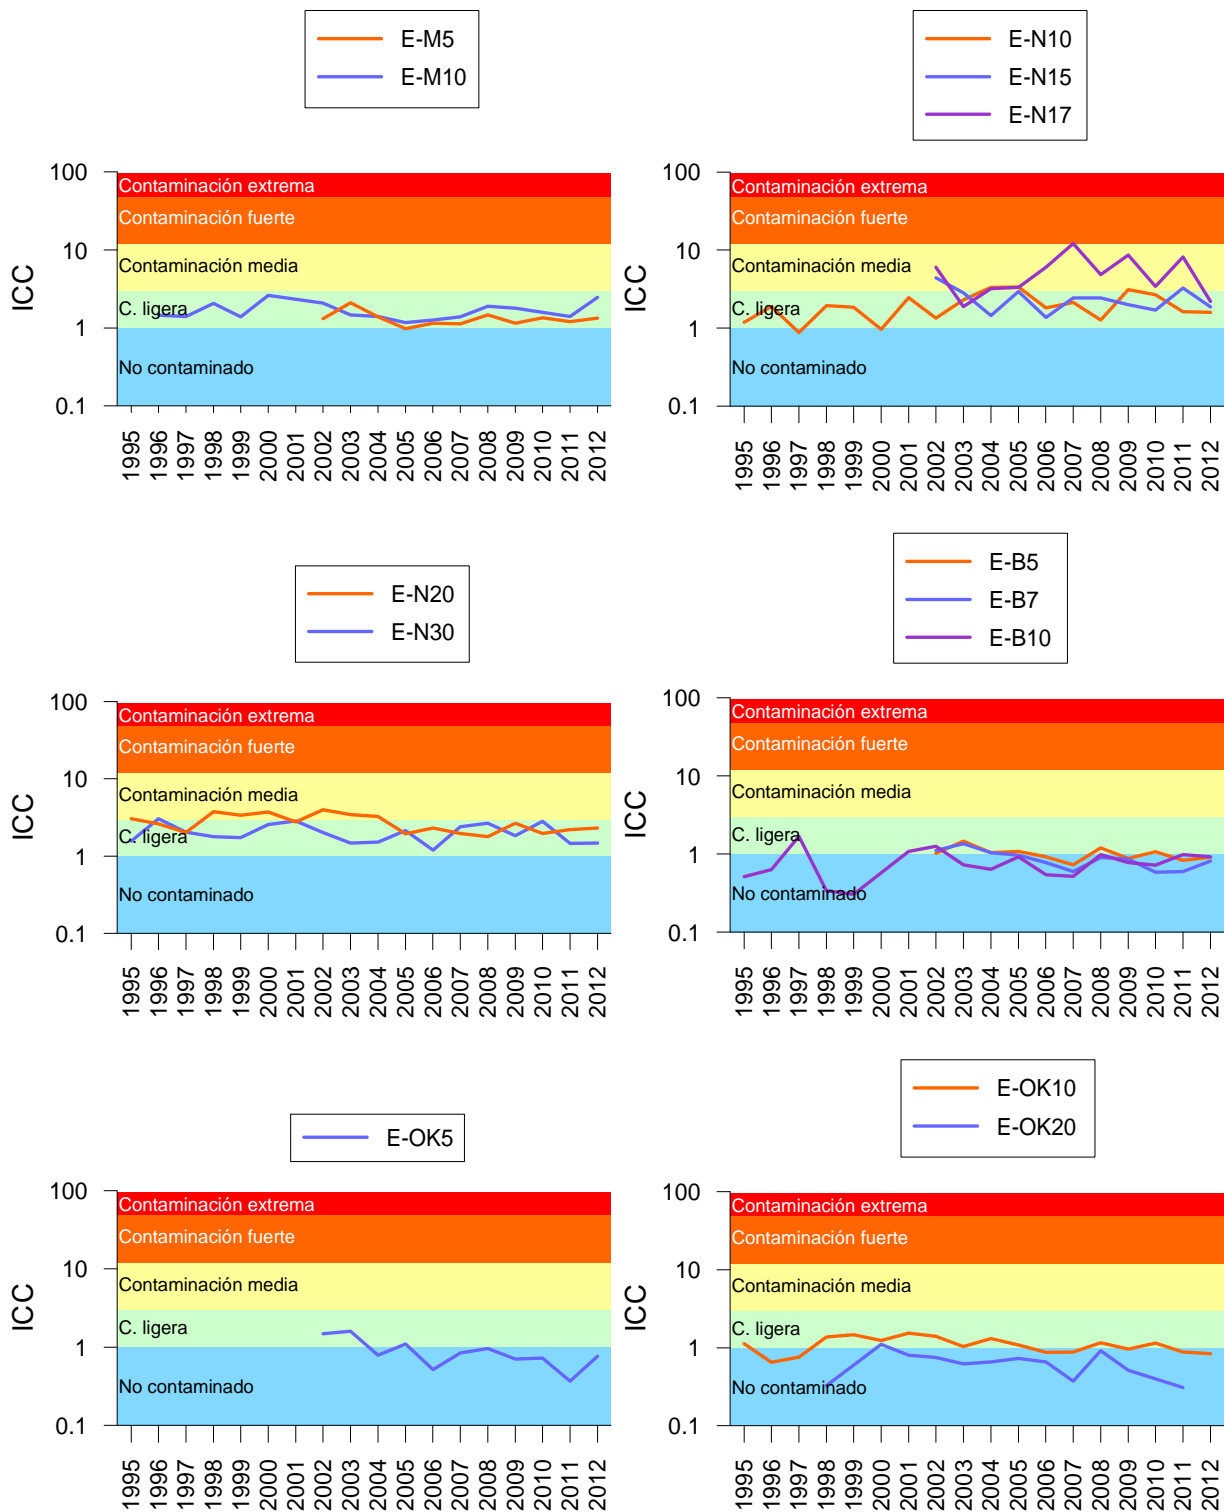 E-M5
E-M10
100
10
1
0.1
ICC
Contaminación extrema
Contaminación fuerte
Contaminación media
C. ligera
No contaminado
1995 1996 1997 1998 1999 2000 2001 2002 2003 2004 2005 2006 2007 2008 2009 2010 2011 2012
E-N10
E-N15
E-N17
100
10
1
0.1
ICC
Contaminación extrema
Contaminación fuerte
Contaminación media
C. ligera
No contaminado
1995 1996 1997 1998 1999 2000 2001 2002 2003 2004 2005 2006 2007 2008 2009 2010 2011 2012
E-N20
E-N30
100
10
1
0.1
ICC
Contaminación extrema
Contaminación fuerte
Contaminación media
C. ligera
No contaminado
1995 1996 1997 1998 1999 2000 2001 2002 2003 2004 2005 2006 2007 2008 2009 2010 2011 2012
E-B5
E-B7
E-B10
100
10
1
0.1
ICC
Contaminación extrema
Contaminación fuerte
Contaminación media
C. ligera
No contaminado
1995 1996 1997 1998 1999 2000 2001 2002 2003 2004 2005 2006 2007 2008 2009 2010 2011 2012
E-OK5
100
10
1
0.1
ICC
Contaminación extrema
Contaminación fuerte
Contaminación media
C. ligera
No contaminado
1995 1996 1997 1998 1999 2000 2001 2002 2003 2004 2005 2006 2007 2008 2009 2010 2011 2012
E-OK10
E-OK20
100
10
1
0.1
ICC
Contaminación extrema
Contaminación fuerte
Contaminación media
C. ligera
No contaminado
1995 1996 1997 1998 1999 2000 2001 2002 2003 2004 2005 2006 2007 2008 2009 2010 2011 2012